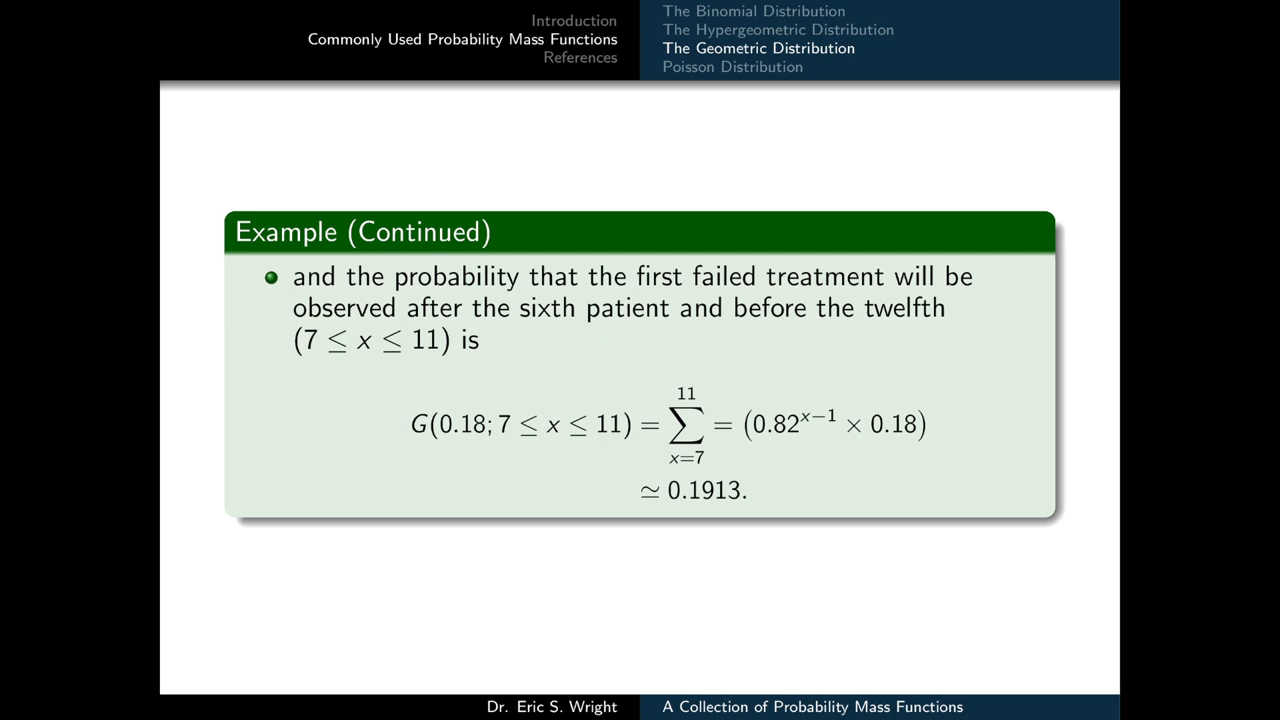 Introduction
Commonly Used Probability Mass Functions
References
The Binomial Distribution
The Hypergeometric Distribution
The Geometric Distribution
Poisson Distribution
Example (Continued)
and the probability that the first failed treatment will be
observed after the sixth patient and before the twelfth
(7 ≤ x ≤ 11) is
G(0.18; 7 ≤ x ≤ 11) = ∑_{x=7}^{11} = (0.82^{x−1} × 0.18)
≃ 0.1913.
Dr. Eric S. Wright
A Collection of Probability Mass Functions